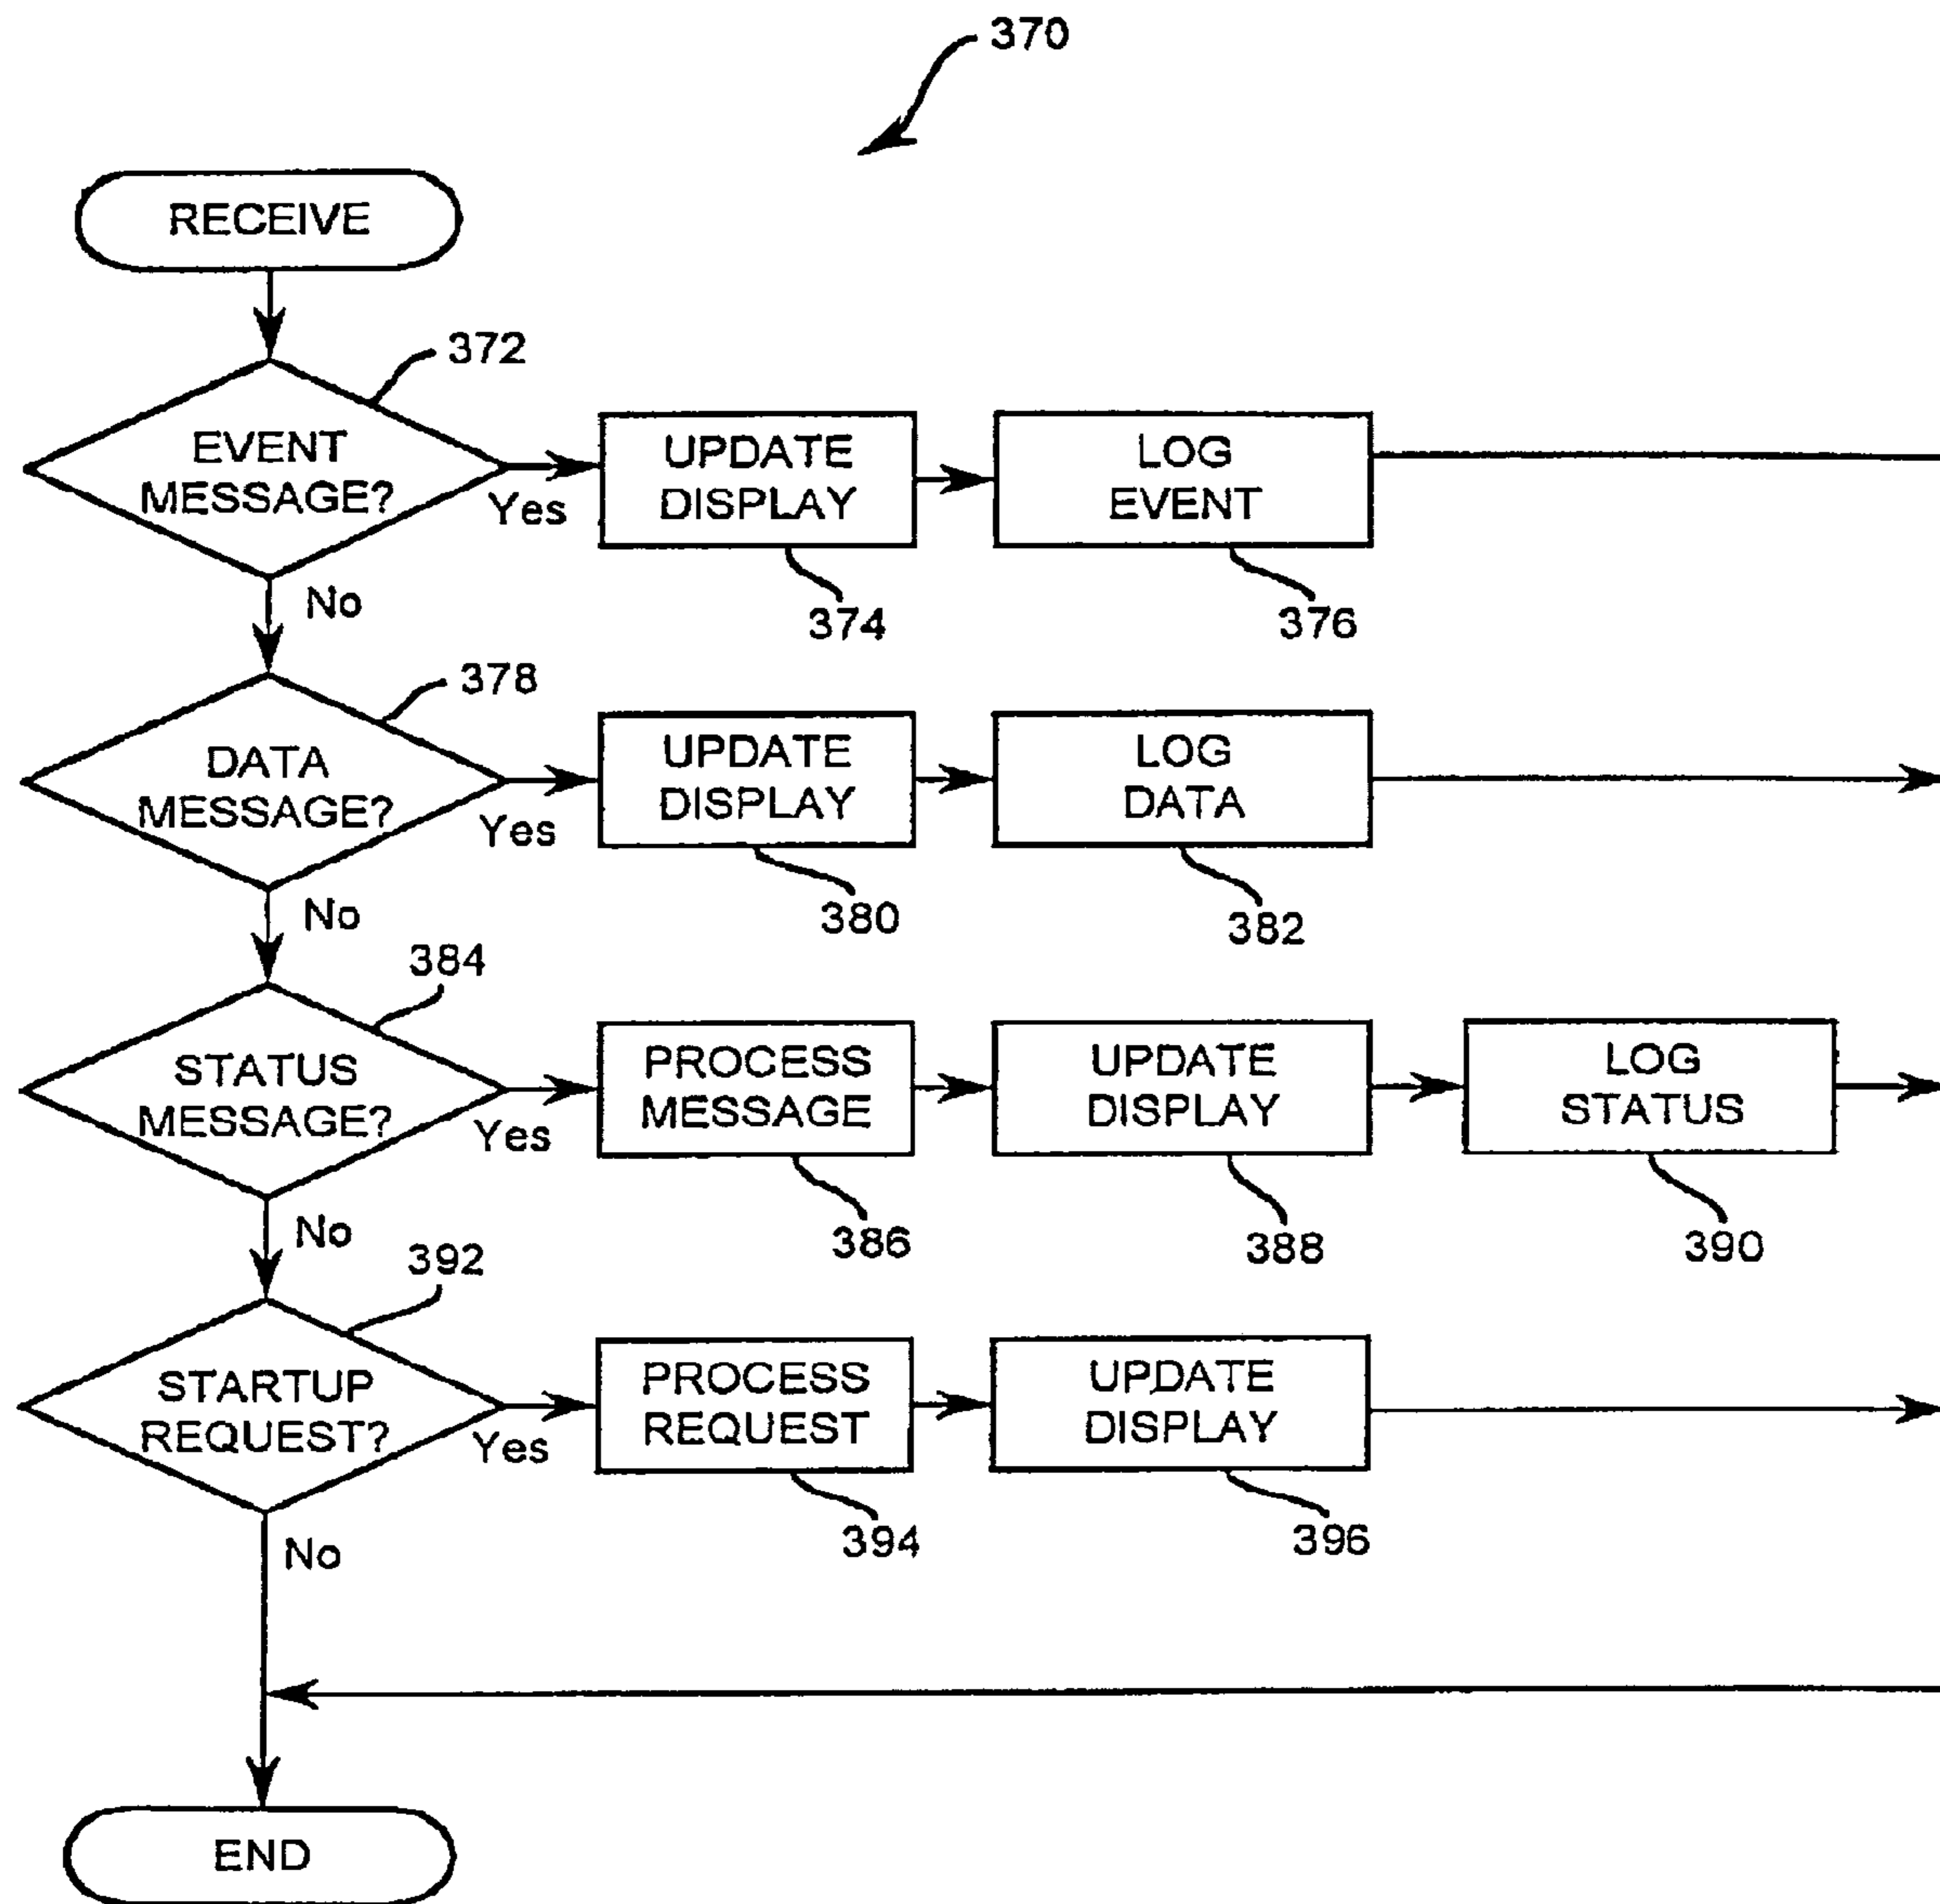 370
RECEIVE
372
EVENT
MESSAGE?
Yes
UPDATE
DISPLAY
374
LOG
EVENT
376
No
378
DATA
MESSAGE?
Yes
UPDATE
DISPLAY
380
LOG
DATA
382
No
384
STATUS
MESSAGE?
Yes
PROCESS
MESSAGE
386
UPDATE
DISPLAY
388
LOG
STATUS
390
No
392
STARTUP
REQUEST?
Yes
PROCESS
REQUEST
394
UPDATE
DISPLAY
396
No
END